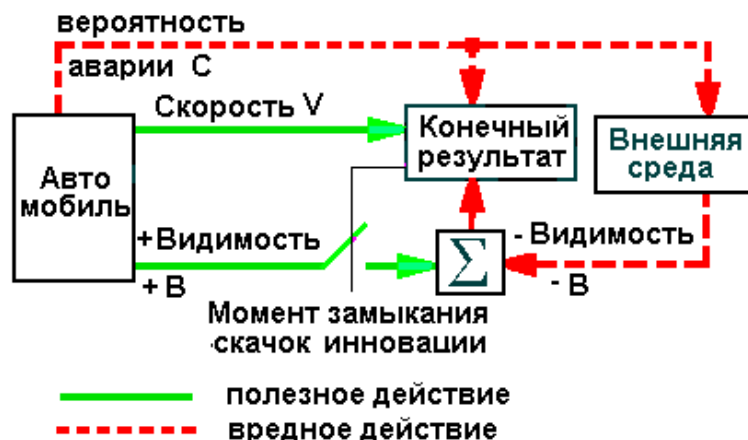 вероятность
аварии С
Скорость V
Конечный
результат
Внешняя
среда
Авто
мобиль
+Видимость
+ В
Σ
- Видимость
- В
Момент замыкания
скачок инновации
полезное действие
вредное действие